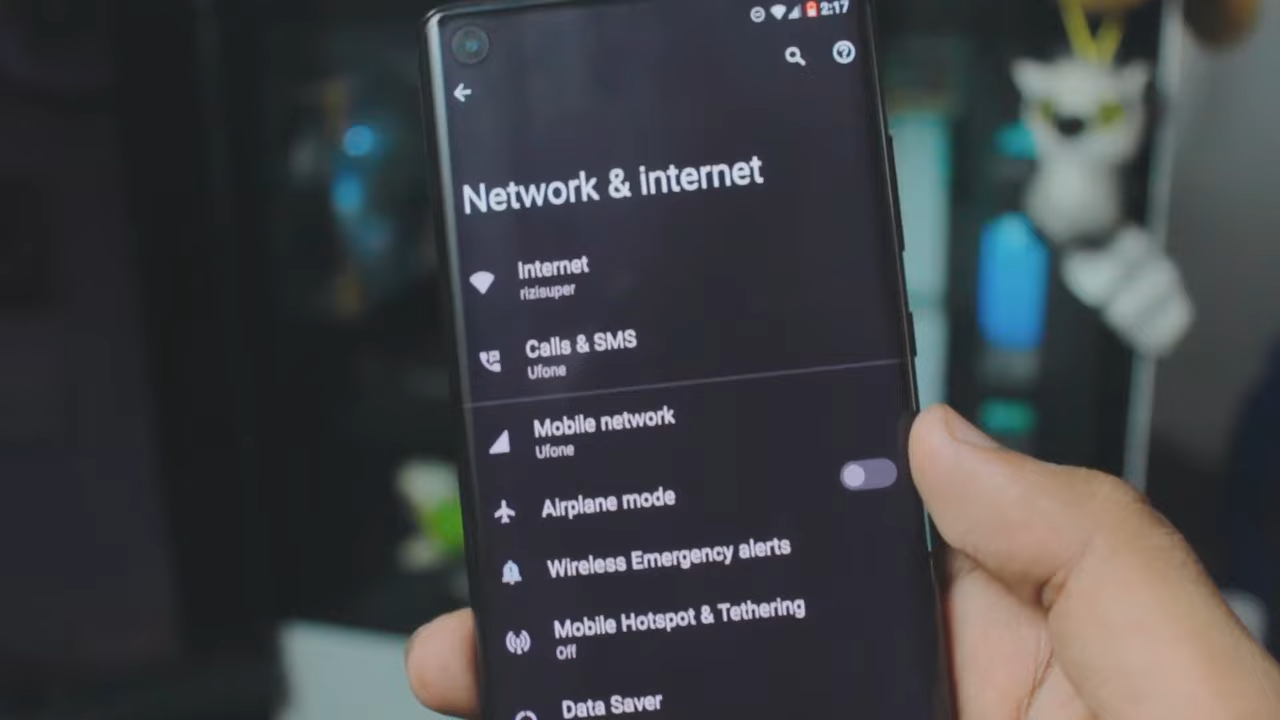 2:17
Network & internet
Internet
rizisuper
Calls & SMS
Ufone
Mobile network
Ufone
Airplane mode
Wireless Emergency alerts
Mobile Hotspot & Tethering
Off
Data Saver